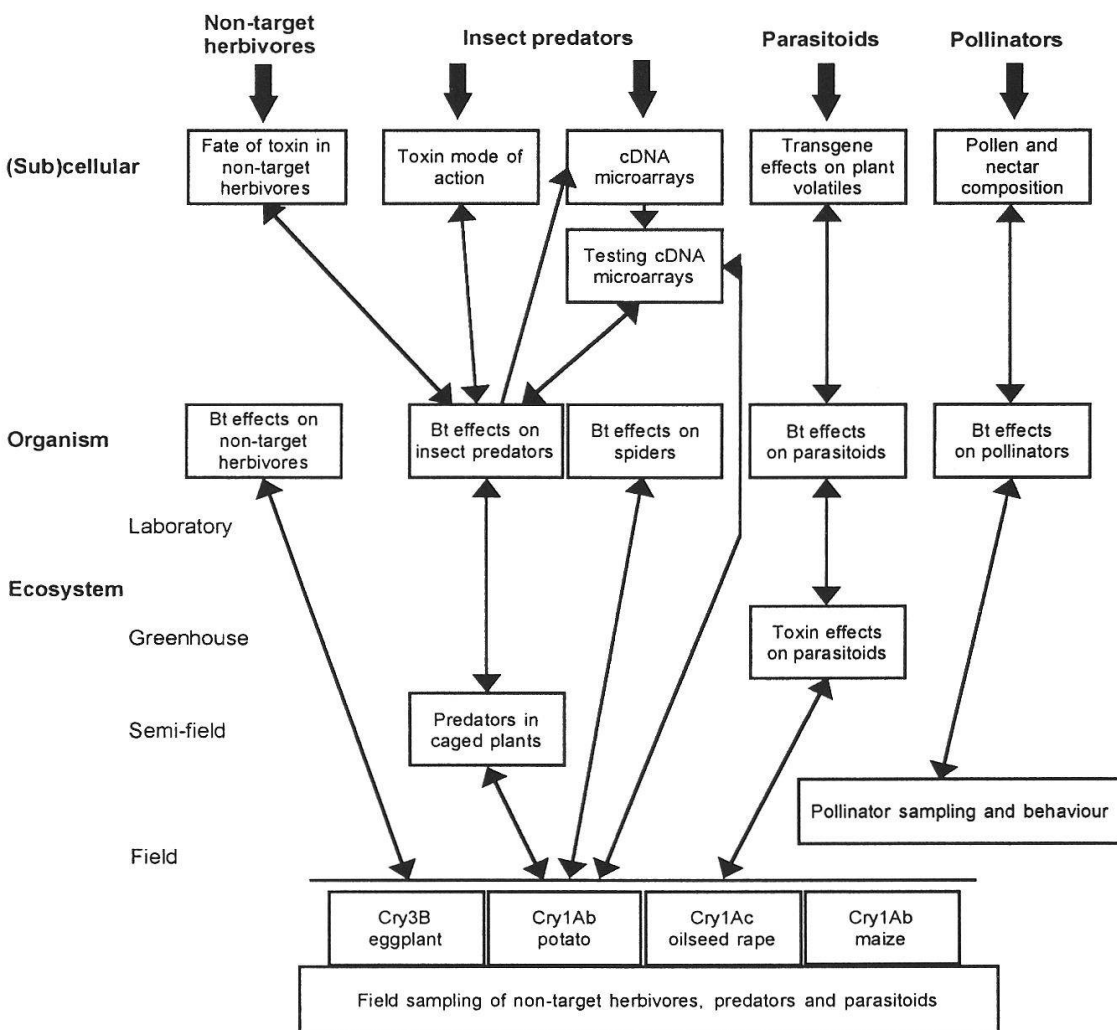 Non-target
herbivores
Insect predators
Parasitoids
Pollinators
(Sub)cellular
Fate of toxin in
non-target
herbivores
Toxin mode of
action
cDNA
microarrays
Transgene
effects on plant
volatiles
Pollen and
nectar
composition
Testing cDNA
microarrays
Organism
Bt effects on
non-target
herbivores
Bt effects on
insect predators
Bt effects on
spiders
Bt effects
on parasitoids
Bt effects
on pollinators
Laboratory
Ecosystem
Greenhouse
Toxin effects
on parasitoids
Semi-field
Predators in
caged plants
Pollinator sampling and behaviour
Field
Cry3B
eggplant
Cry1Ab
potato
Cry1Ac
oilseed rape
Cry1Ab
maize
Field sampling of non-target herbivores, predators and parasitoids